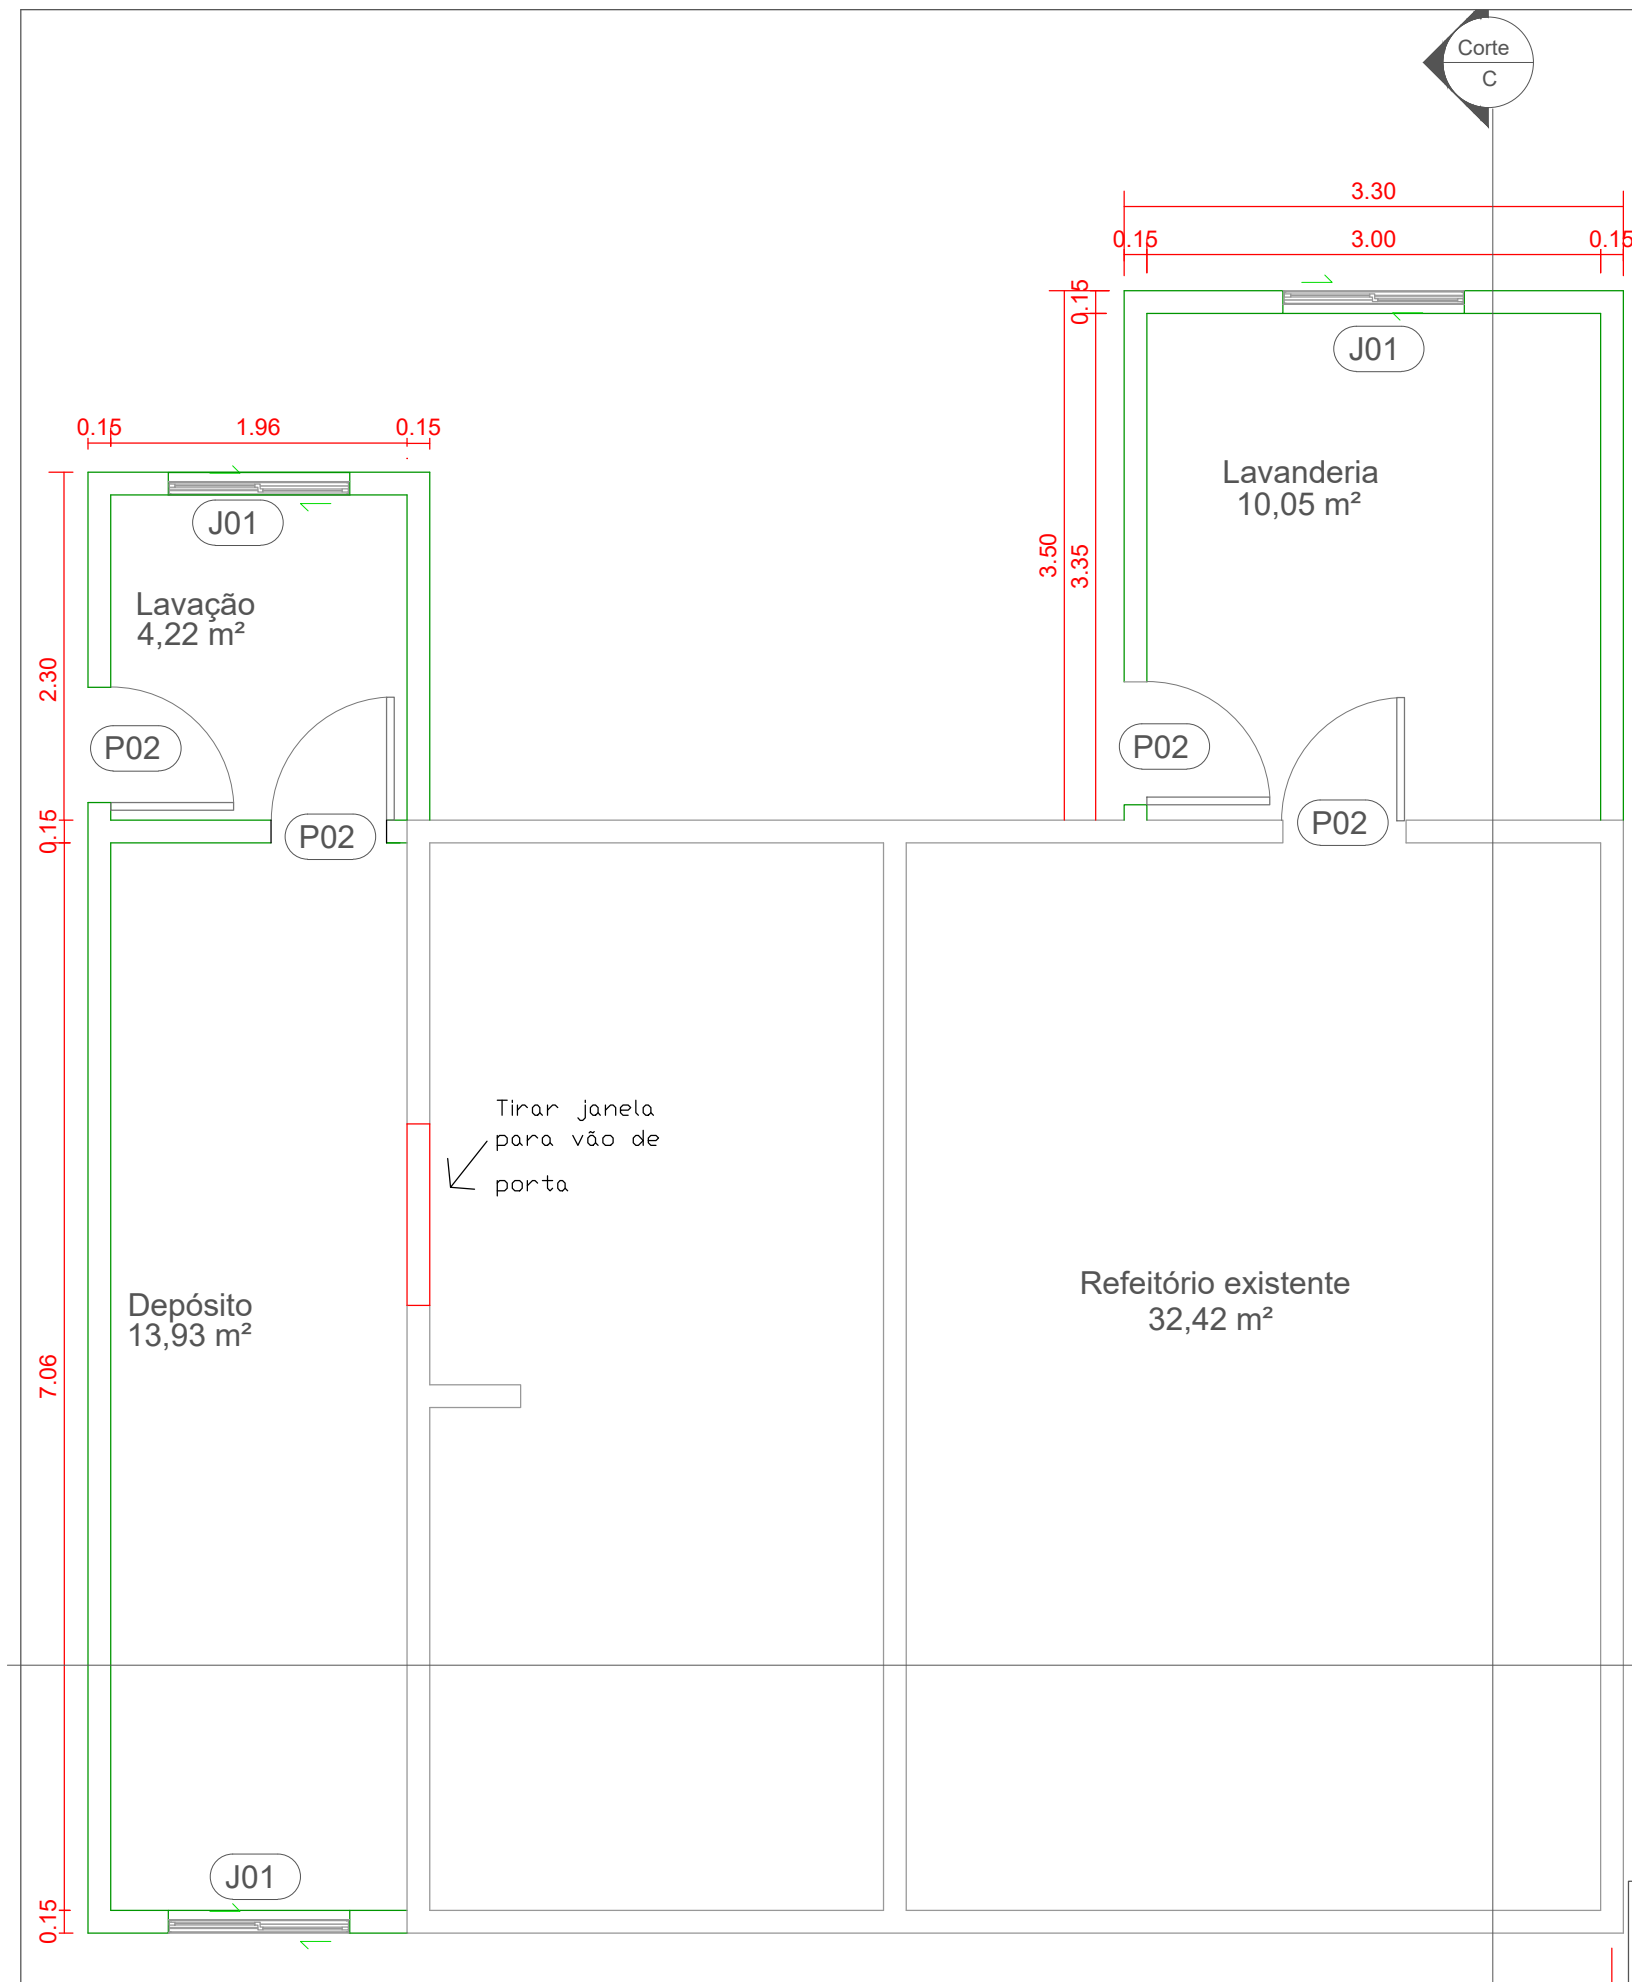 Corte
C
3.30
0.15
3.00
0.15
0.15
J01
3.50
3.35
Lavanderia
10,05 m²
0.15
1.96
0.15
J01
Lavação
4,22 m²
2.30
P02
P02
0.15
P02
P02
Tirar janela
para vão de
porta
Depósito
13,93 m²
Refeitório existente
32,42 m²
7.06
J01
0.15